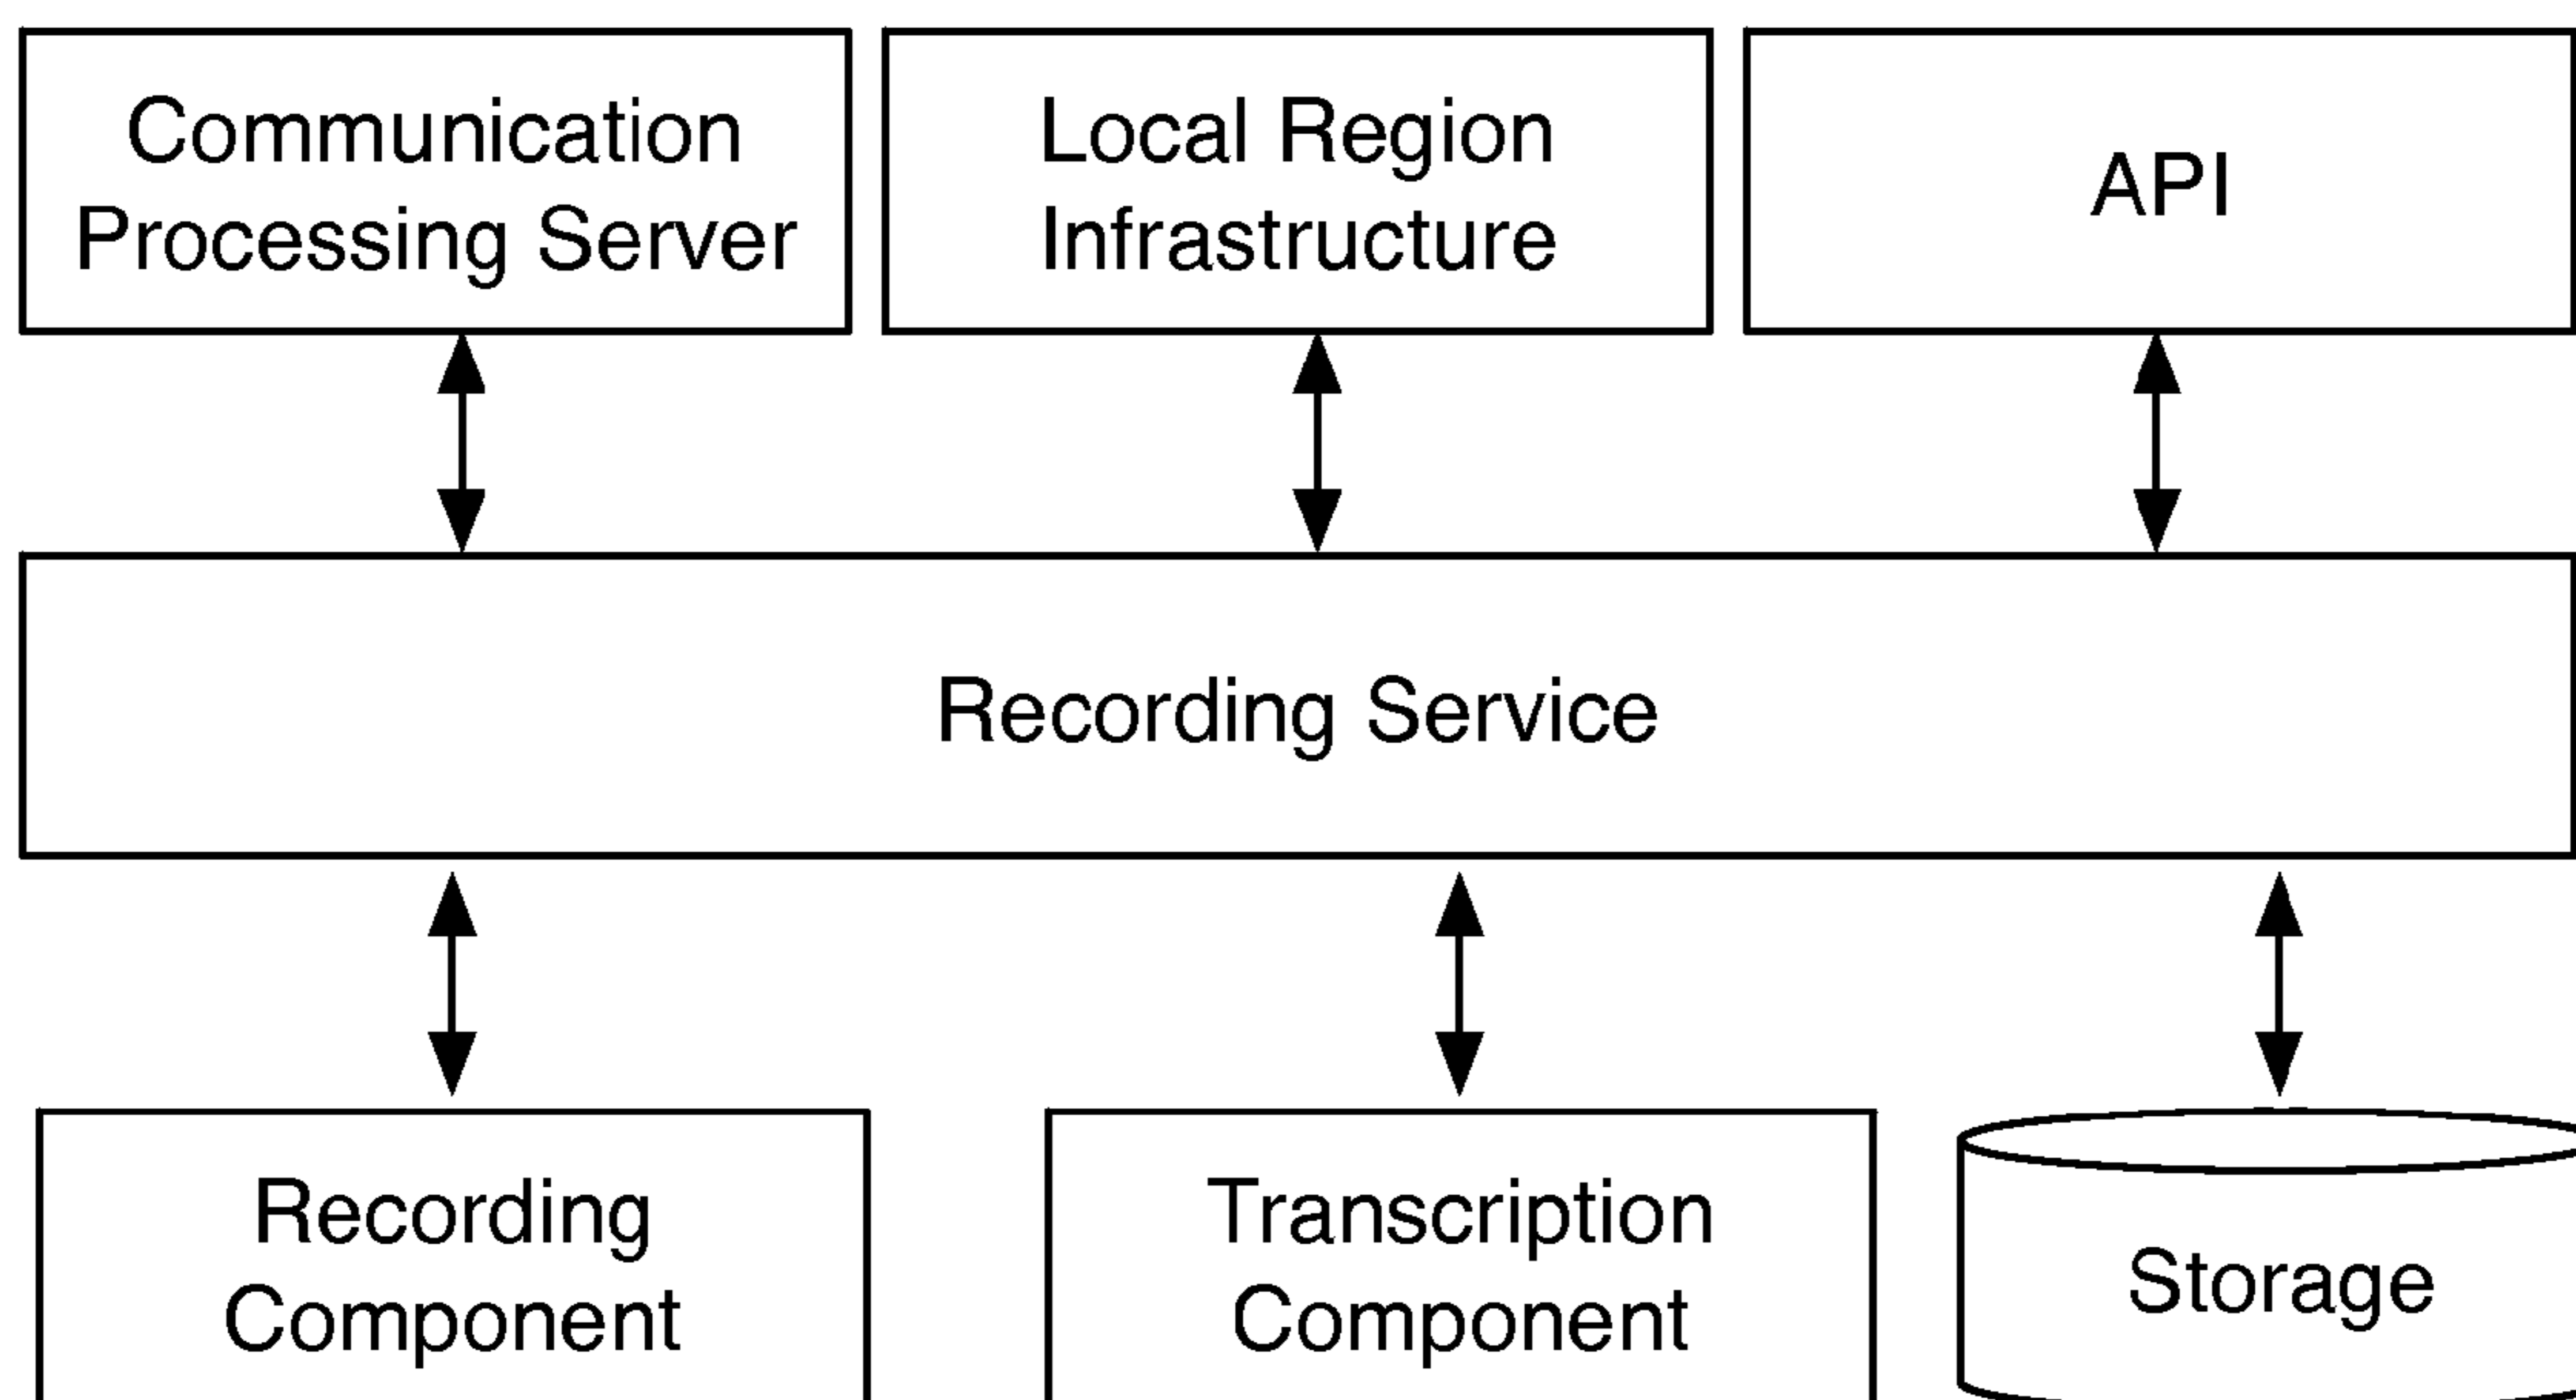 Communication
Processing Server
Local Region
Infrastructure
API
Recording Service
Recording
Component
Transcription
Component
Storage